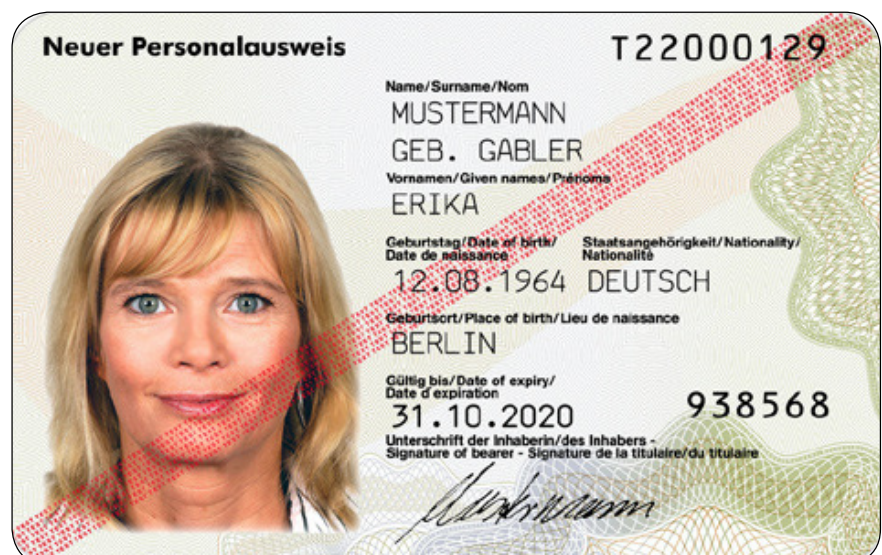 Neuer Personalausweis T22000129
Name/Surname/Nom
MUSTERMANN
GEB. GABLER
Vornamen/Given names/Prénoms
ERIKA
Geburtstag/Date of birth/ Staatsangehörigkeit/Nationality/
Date de naissance Nationalité
12.08.1964 DEUTSCH
Geburtsort/Place of birth/Lieu de naissance
BERLIN
Gültig bis/Date of expiry/
Date d'expiration
31.10.2020 938568
Unterschrift der Inhaberin/des Inhabers -
Signature of bearer - Signature de la titulaire/du titulaire
Mustermann